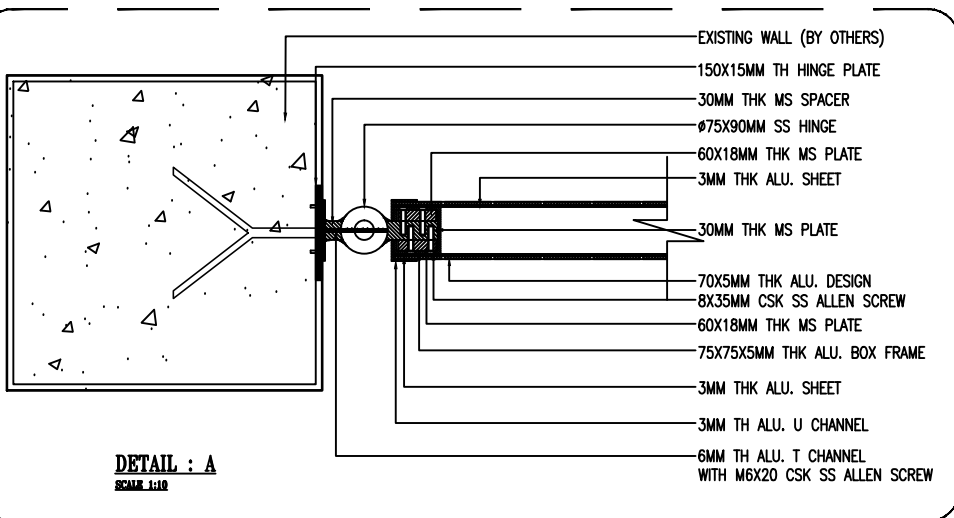 EXISTING WALL (BY OTHERS)
150X15MM TH HINGE PLATE
30MM THK MS SPACER
ø75X90MM SS HINGE
60X18MM THK MS PLATE
3MM THK ALU. SHEET
30MM THK MS PLATE
70X5MM THK ALU. DESIGN
8X35MM CSK SS ALLEN SCREW
60X18MM THK MS PLATE
75X75X5MM THK ALU. BOX FRAME
3MM THK ALU. SHEET
3MM TH ALU. U CHANNEL
6MM TH ALU. T CHANNEL
WITH M6X20 CSK SS ALLEN SCREW
DETAIL : A
SCALE 1:10